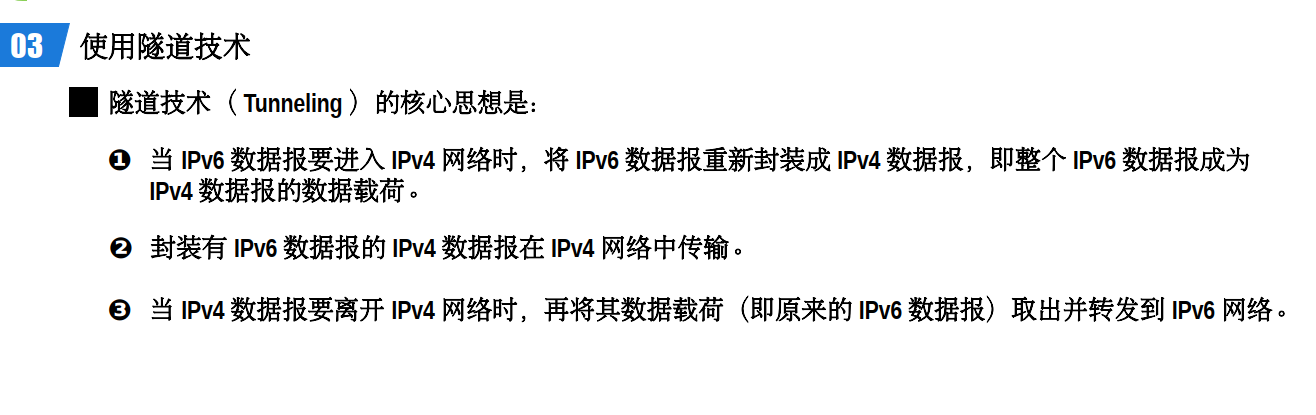 03 使用隧道技术
■ 隧道技术（Tunneling）的核心思想是：
❶ 当 IPv6 数据报要进入 IPv4 网络时，将 IPv6 数据报重新封装成 IPv4 数据报，即整个 IPv6 数据报成为
IPv4 数据报的数据载荷。
❷ 封装有 IPv6 数据报的 IPv4 数据报在 IPv4 网络中传输。
❸ 当 IPv4 数据报要离开 IPv4 网络时，再将其数据载荷（即原来的 IPv6 数据报）取出并转发到 IPv6 网络。